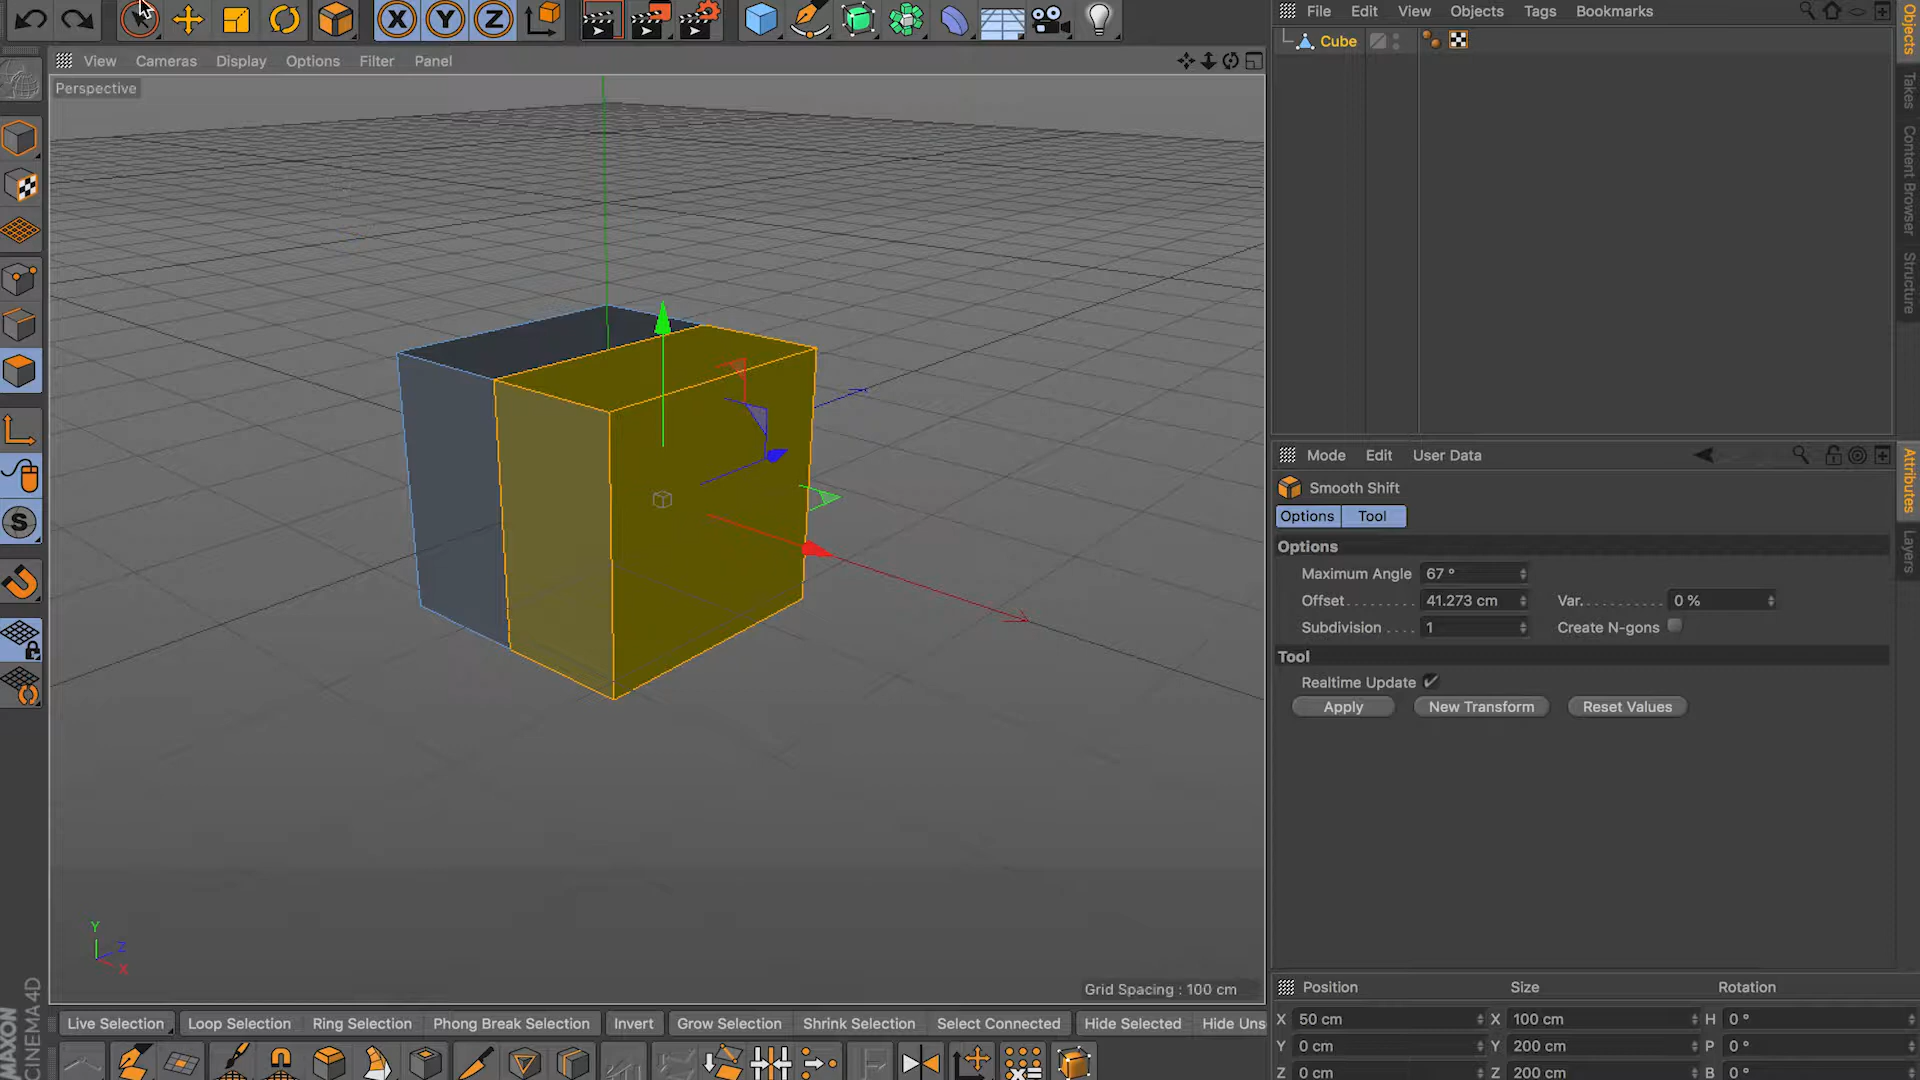 File Edit View Objects Tags Bookmarks
Cube
X Y Z
View Cameras Display Options Filter Panel
Perspective
Mode Edit User Data
Smooth Shift
Options Tool
Options
Maximum Angle 67 °
Offset........ 41.273 cm Var........... 0 %
Subdivision .... 1 Create N-gons
Tool
Realtime Update
Apply New Transform Reset Values
Y
Z
X
Grid Spacing : 100 cm
Position Size Rotation
X 50 cm X 100 cm H 0 °
Y 0 cm Y 200 cm P 0 °
Z 0 cm Z 200 cm B 0 °
Live Selection Loop Selection Ring Selection Phong Break Selection Invert Grow Selection Shrink Selection Select Connected Hide Selected Hide Uns
S
MAXON
CINEMA 4D
Objects
Takes
Content Browser
Structure
Attributes
Layers